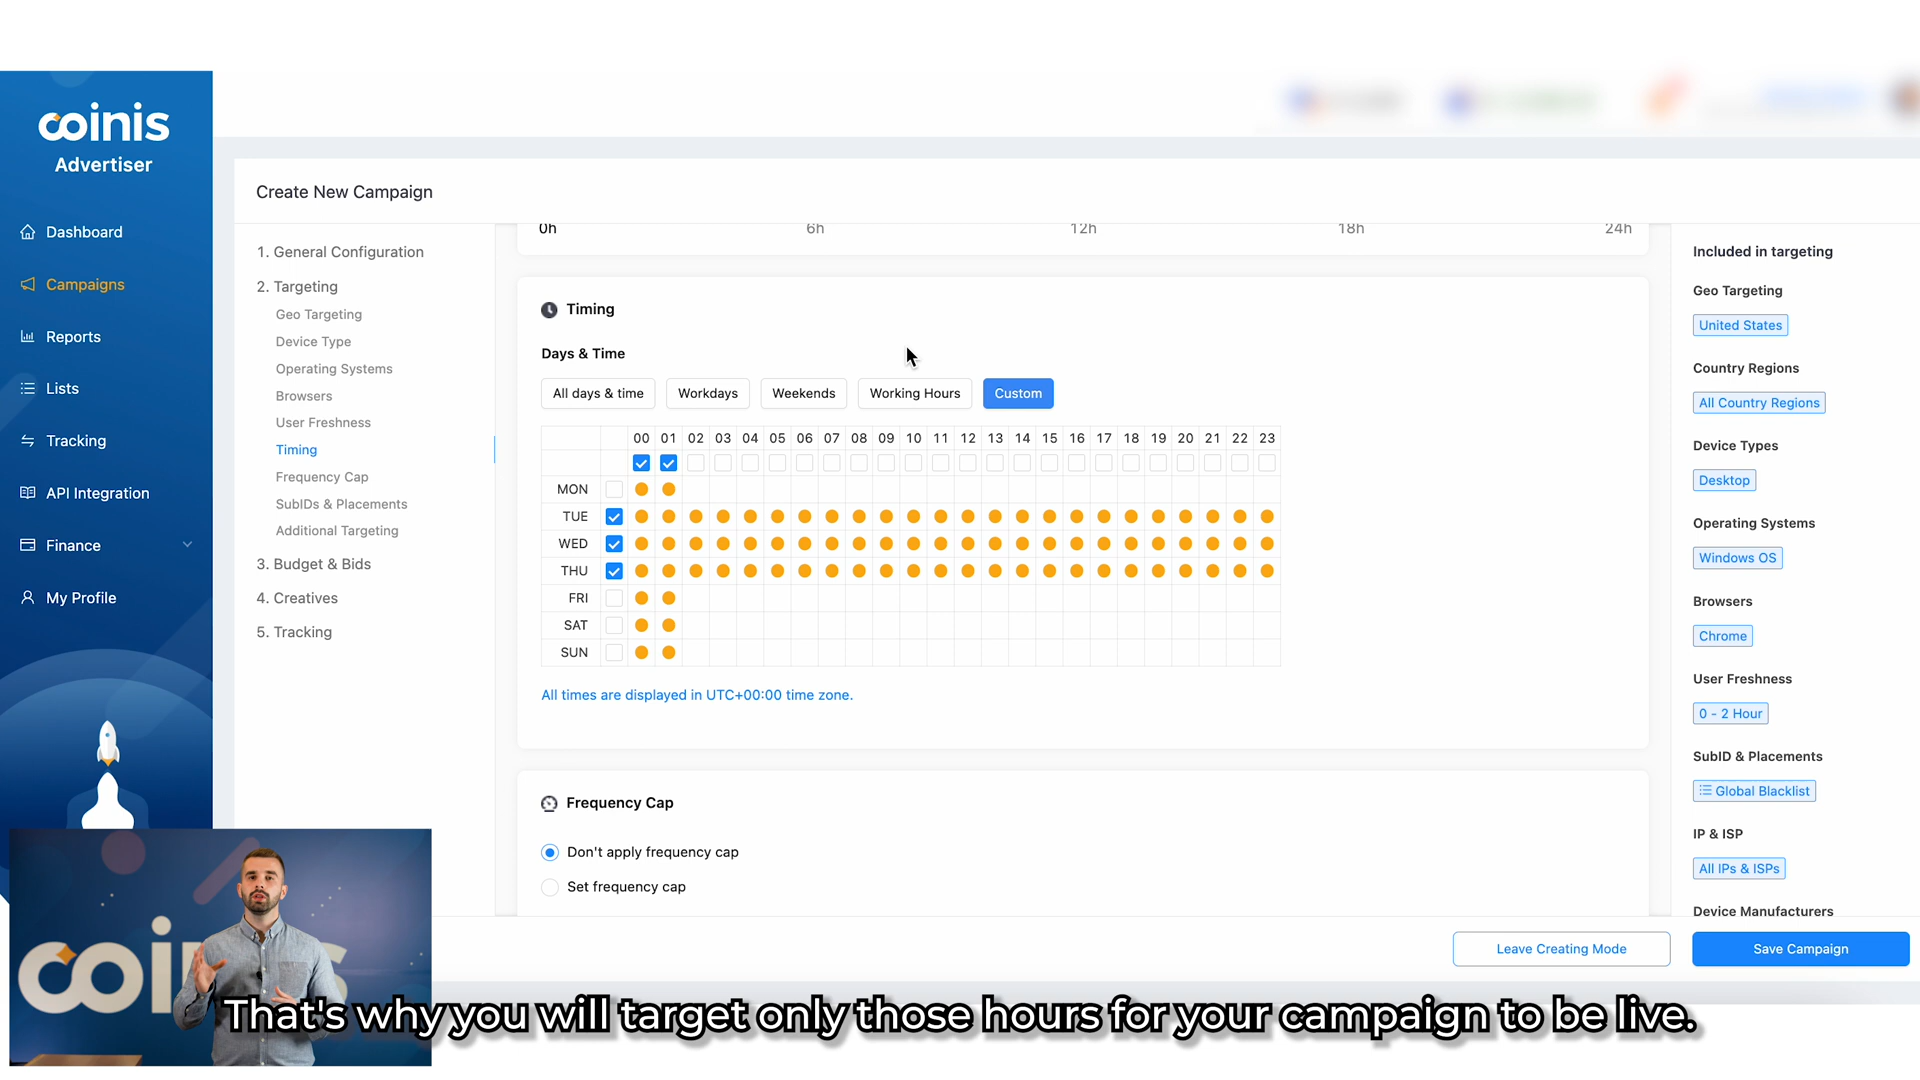 coinis
Advertiser
Dashboard
Campaigns
Reports
Lists
Tracking
API Integration
Finance
My Profile
Create New Campaign
1. General Configuration
2. Targeting
Geo Targeting
Device Type
Operating Systems
Browsers
User Freshness
Timing
Frequency Cap
SubIDs & Placements
Additional Targeting
3. Budget & Bids
4. Creatives
5. Tracking
0h 6h 12h 18h 24h
Timing
Days & Time
All days & time Workdays Weekends Working Hours Custom
00 01 02 03 04 05 06 07 08 09 10 11 12 13 14 15 16 17 18 19 20 21 22 23
MON
TUE
WED
THU
FRI
SAT
SUN
All times are displayed in UTC+00:00 time zone.
Frequency Cap
Don't apply frequency cap
Set frequency cap
Included in targeting
Geo Targeting
United States
Country Regions
All Country Regions
Device Types
Desktop
Operating Systems
Windows OS
Browsers
Chrome
User Freshness
0 - 2 Hour
SubID & Placements
Global Blacklist
IP & ISP
All IPs & ISPs
Device Manufacturers
Leave Creating Mode Save Campaign
That's why you will target only those hours for your campaign to be live.